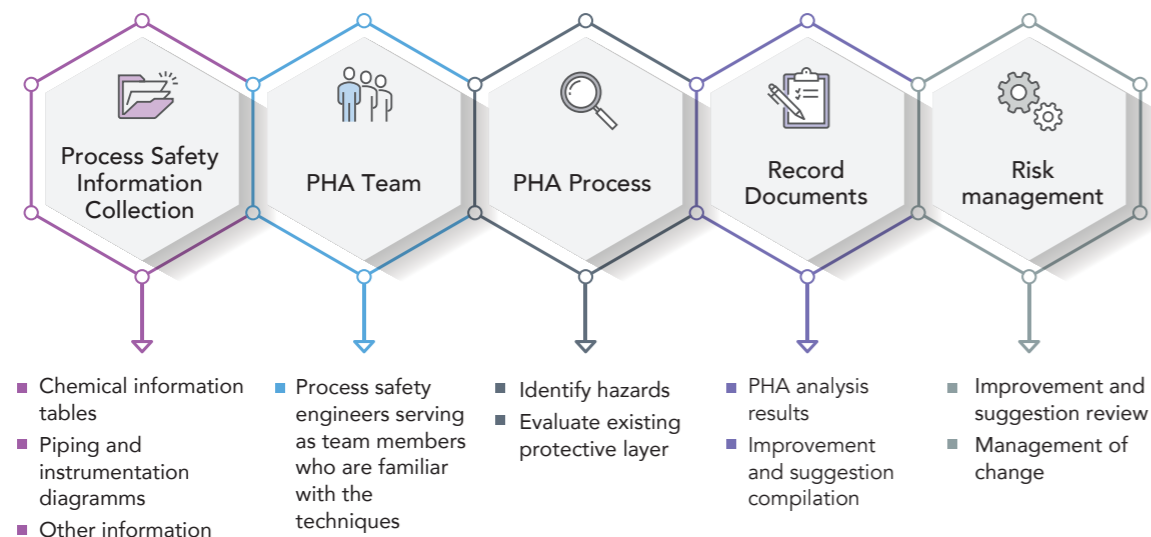 Process Safety
Information
Collection
PHA Team
PHA Process
Record
Documents
Risk
management
Chemical information
tables
Piping and
instrumentation
diagramms
Other information
Process safety
engineers serving
as team members
who are familiar
with the
techniques
Identify hazards
Evaluate existing
protective layer
PHA analysis
results
Improvement
and suggestion
compilation
Improvement and
suggestion review
Management of
change